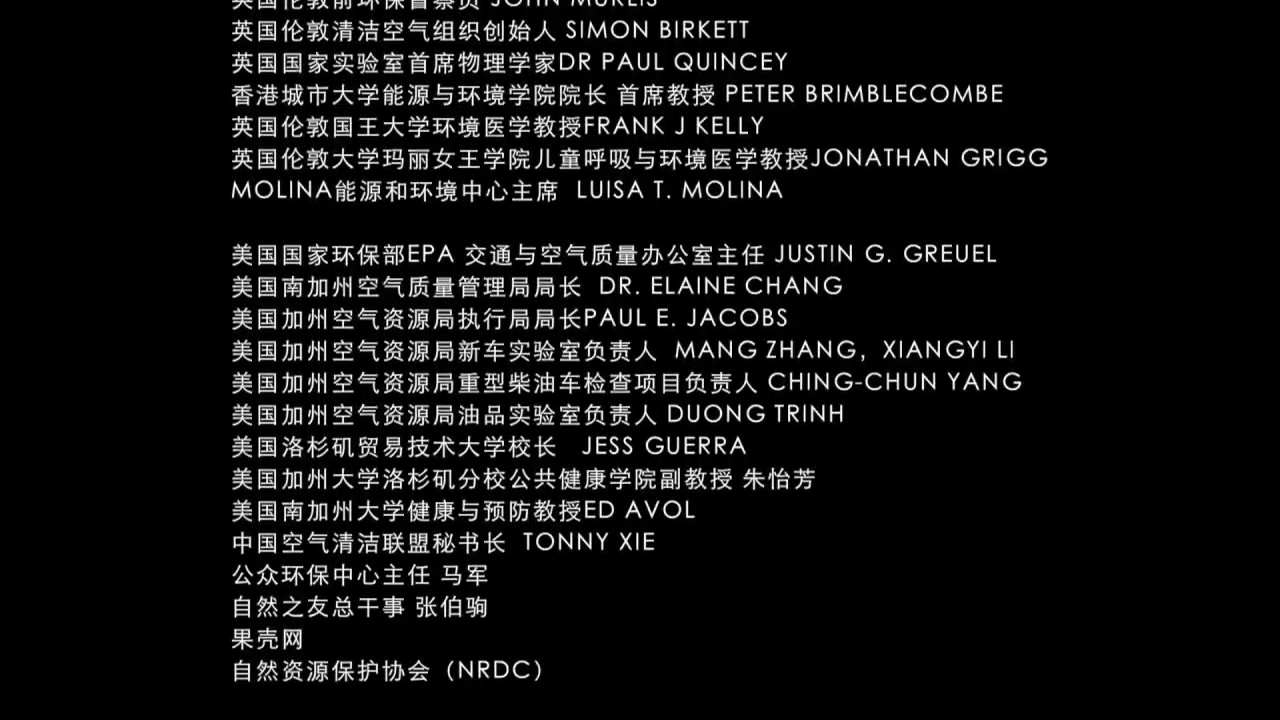 英国伦敦前环保督察员 JOHN MURLIS
英国伦敦清洁空气组织创始人 SIMON BIRKETT
英国国家实验室首席物理学家DR PAUL QUINCEY
香港城市大学能源与环境学院院长 首席教授 PETER BRIMBLECOMBE
英国伦敦国王大学环境医学教授FRANK J KELLY
英国伦敦大学玛丽女王学院儿童呼吸与环境医学教授JONATHAN GRIGG
MOLINA能源和环境中心主席 LUISA T. MOLINA
美国国家环保部EPA 交通与空气质量办公室主任 JUSTIN G. GREUEL
美国南加州空气质量管理局局长 DR. ELAINE CHANG
美国加州空气资源局执行局局长PAUL E. JACOBS
美国加州空气资源局新车实验室负责人 MANG ZHANG，XIANGYI LI
美国加州空气资源局重型柴油车检查项目负责人 CHING-CHUN YANG
美国加州空气资源局油品实验室负责人 DUONG TRINH
美国洛杉矶贸易技术大学校长 JESS GUERRA
美国加州大学洛杉矶分校公共健康学院副教授 朱怡芳
美国南加州大学健康与预防教授ED AVOL
中国空气清洁联盟秘书长 TONNY XIE
公众环保中心主任 马军
自然之友总干事 张伯驹
果壳网
自然资源保护协会（NRDC）